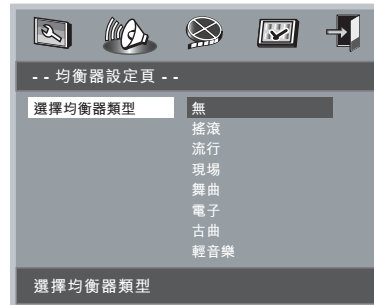 - - 均衡器設定頁 - -
選擇均衡器類型 無
搖滾
流行
現場
舞曲
電子
古曲
輕音樂
選擇均衡器類型